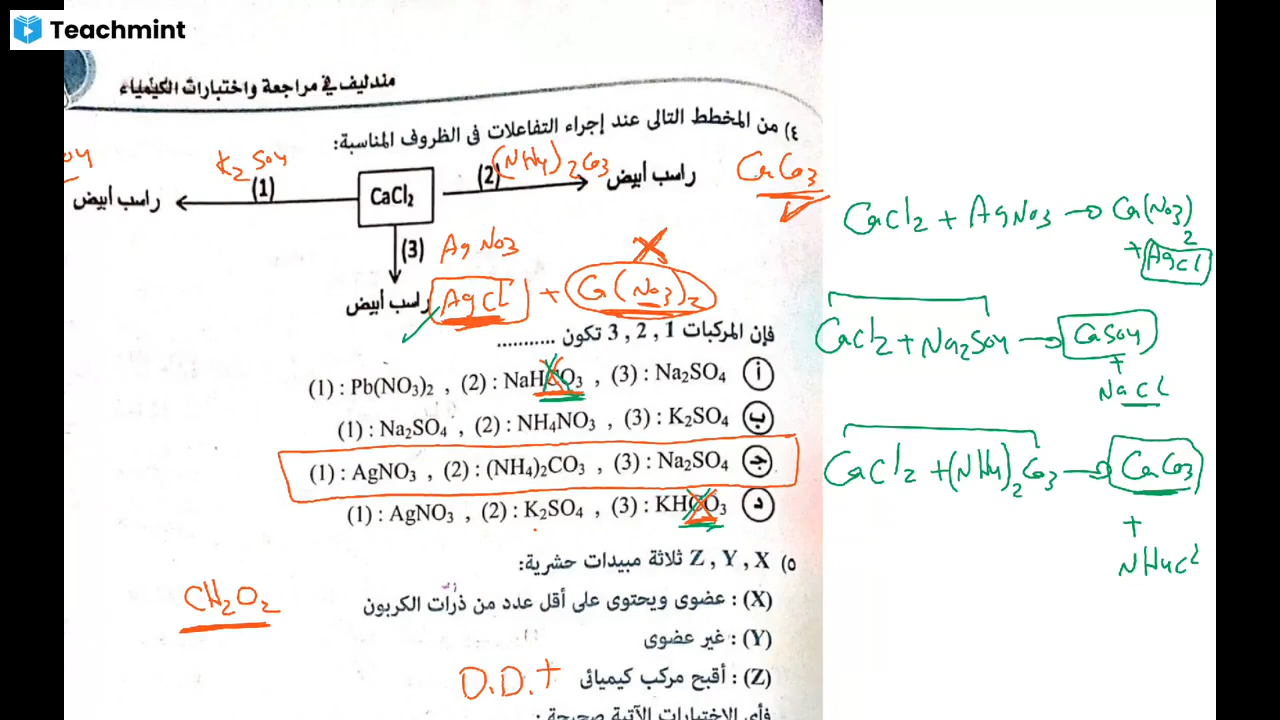 Teachmint
مندليف في مراجعة واختبارات الكيمياء
٤) من المخطط التالى عند إجراء التفاعلات فى الظروف المناسبة:
K2SO4
(NH4)2CO3
CaCO3
راسب أبيض
(1)
CaCl₂
(2)
راسب أبيض
(3)
AgNO3
راسب أبيض
AgCl + Ca(NO3)2
فإن المركبات 1 , 2 , 3 تكون ...........
أ (1) : Pb(NO₃)₂ , (2) : NaHCO₃ , (3) : Na₂SO₄
ب (1) : Na₂SO₄ , (2) : NH₄NO₃ , (3) : K₂SO₄
جـ (1) : AgNO₃ , (2) : (NH₄)₂CO₃ , (3) : Na₂SO₄
د (1) : AgNO₃ , (2) : K₂SO₄ , (3) : KHCO₃
٥) Z , Y , X ثلاثة مبيدات حشرية:
(X) : عضوى ويحتوى على أقل عدد من ذرات الكربون
CH2O2
(Y) : غير عضوى
(Z) : أقبح مركب كيميائى
D.D.t
فأى الاختيارات الآتية صحيحة :
CaCl2 + AgNO3 → Ca(NO3)2
+ AgCl
CaCl2 + Na2SO4 → CaSO4
+
NaCl
CaCl2 + (NH4)2CO3 → CaCO3
+
NH4Cl